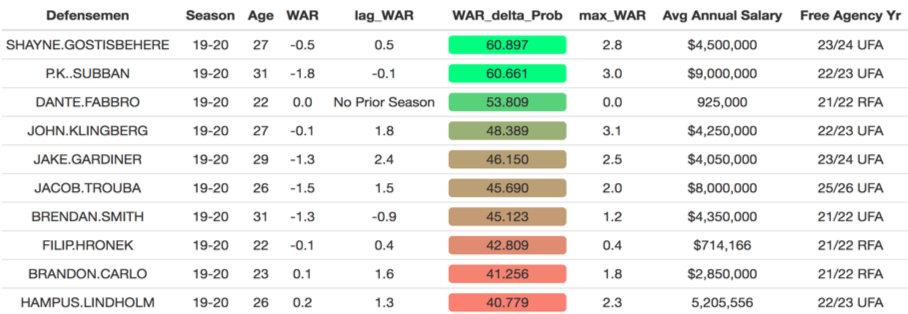 Defensemen Season Age WAR lag_WAR WAR_delta_Prob max_WAR Avg Annual Salary Free Agency Yr
SHAYNE.GOSTISBEHERE 19-20 27 -0.5 0.5 60.897 2.8 $4,500,000 23/24 UFA
P.K..SUBBAN 19-20 31 -1.8 -0.1 60.661 3.0 $9,000,000 22/23 UFA
DANTE.FABBRO 19-20 22 0.0 No Prior Season 53.809 0.0 925,000 21/22 RFA
JOHN.KLINGBERG 19-20 27 -0.1 1.8 48.389 3.1 $4,250,000 22/23 UFA
JAKE.GARDINER 19-20 29 -1.3 2.4 46.150 2.5 $4,050,000 23/24 UFA
JACOB.TROUBA 19-20 26 -1.5 1.5 45.690 2.0 $8,000,000 25/26 UFA
BRENDAN.SMITH 19-20 31 -1.3 -0.9 45.123 1.2 $4,350,000 21/22 UFA
FILIP.HRONEK 19-20 22 -0.1 0.4 42.809 0.4 $714,166 21/22 RFA
BRANDON.CARLO 19-20 23 0.1 1.6 41.256 1.8 $2,850,000 21/22 RFA
HAMPUS.LINDHOLM 19-20 26 0.2 1.3 40.779 2.3 5,205,556 22/23 UFA